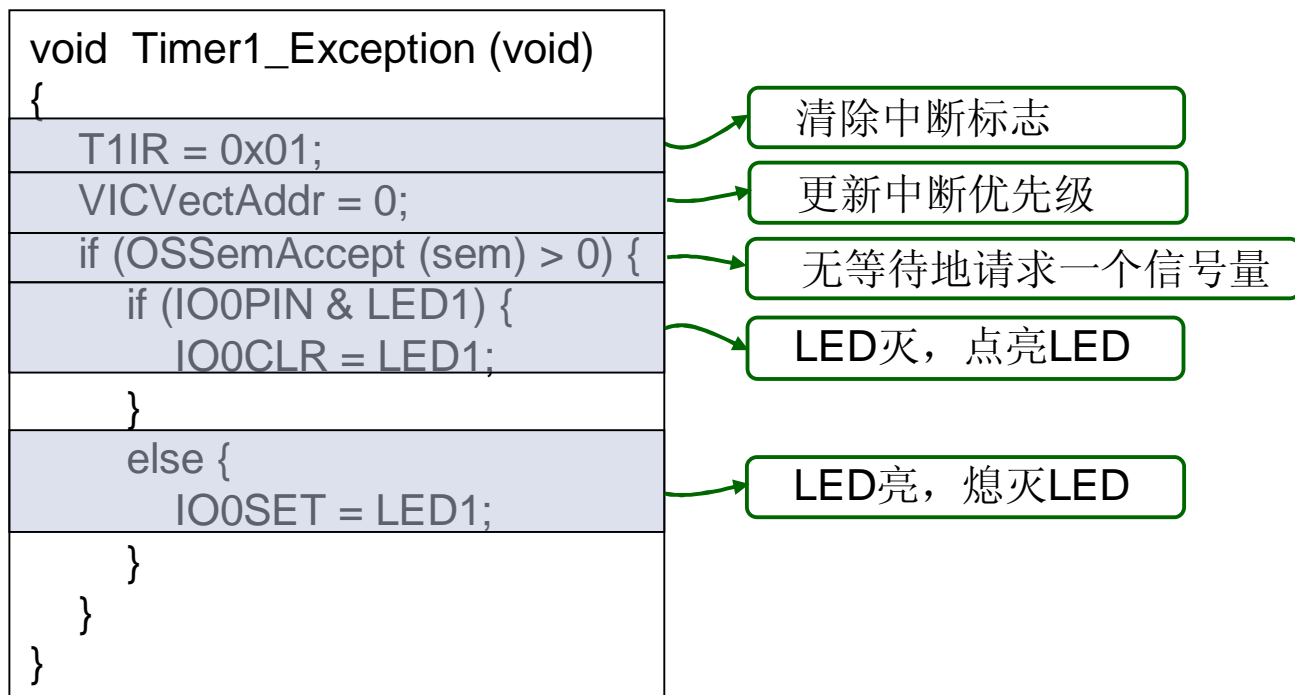 void Timer1_Exception (void)
{
清除中断标志
T1IR = 0x01;
VICVectAddr = 0;
更新中断优先级
if (OSSemAccept (sem) > 0) {
无等待地请求一个信号量
if (IO0PIN & LED1) {
IO0CLR = LED1;
LED灭，点亮LED
}
else {
IO0SET = LED1;
LED亮，熄灭LED
}
}
}